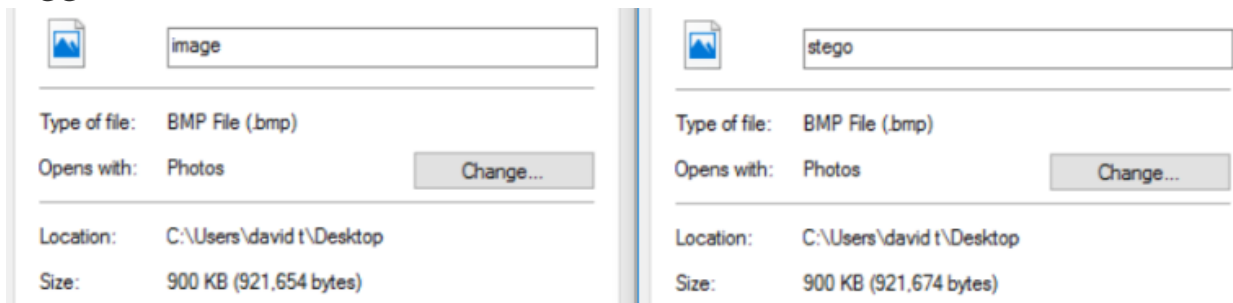 image
Type of file: BMP File (.bmp)
Opens with: Photos Change...
Location: C:\Users\david t\Desktop
Size: 900 KB (921,654 bytes)
stego
Type of file: BMP File (.bmp)
Opens with: Photos Change...
Location: C:\Users\david t\Desktop
Size: 900 KB (921,674 bytes)